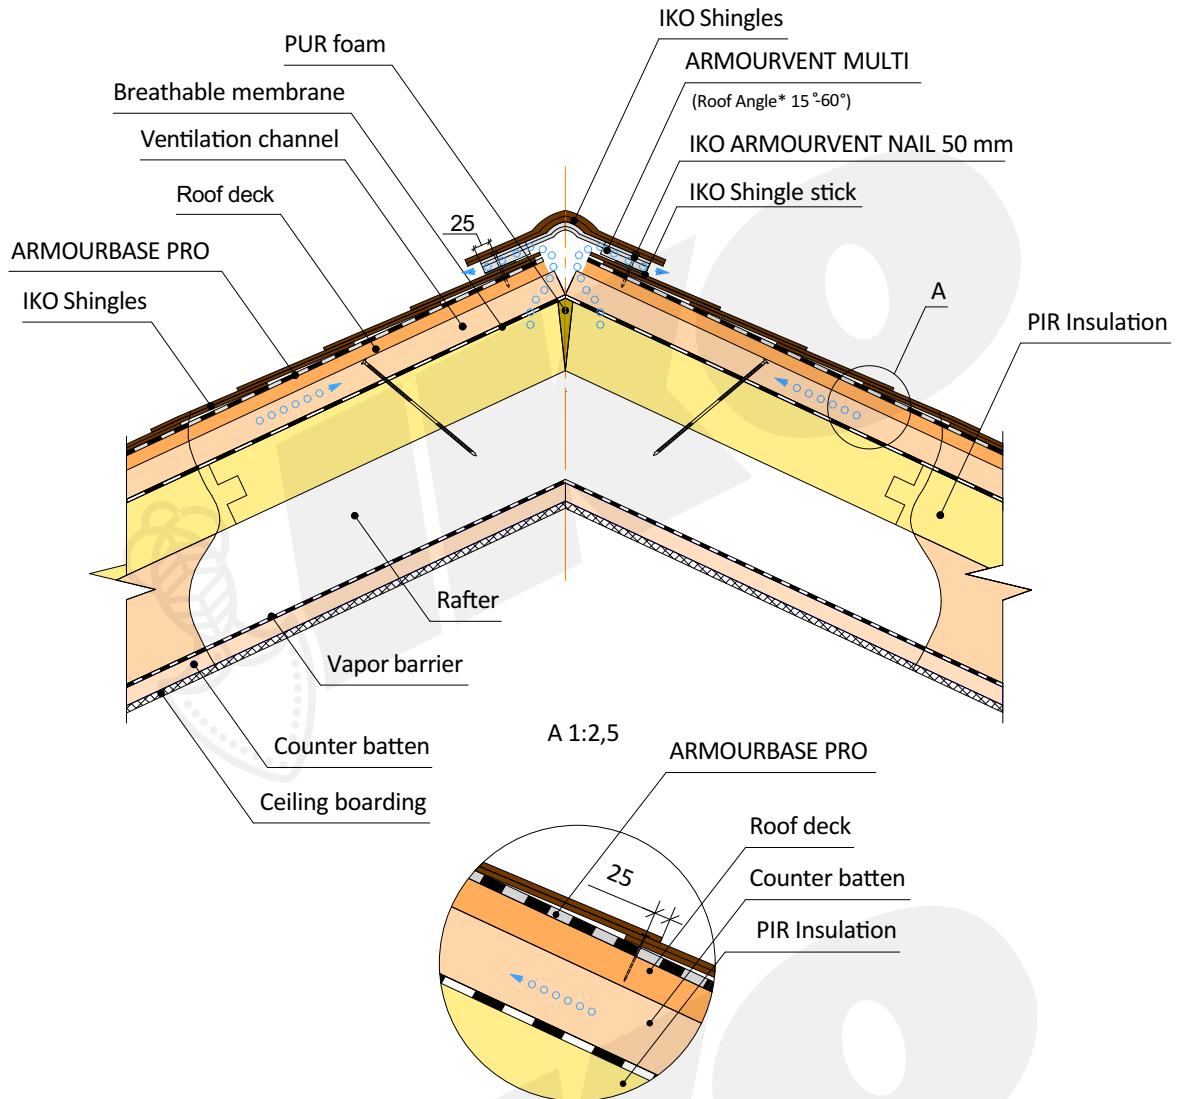 IKO Shingles
PUR foam
ARMOURVENT MULTI
(Roof Angle* 15°-60°)
Breathable membrane
Ventilation channel
IKO ARMOURVENT NAIL 50 mm
Roof deck
IKO Shingle stick
25
ARMOURBASE PRO
IKO Shingles
A
PIR Insulation
Rafter
Vapor barrier
Counter batten
Ceiling boarding
A 1:2,5
ARMOURBASE PRO
Roof deck
25
Counter batten
PIR Insulation
IKO